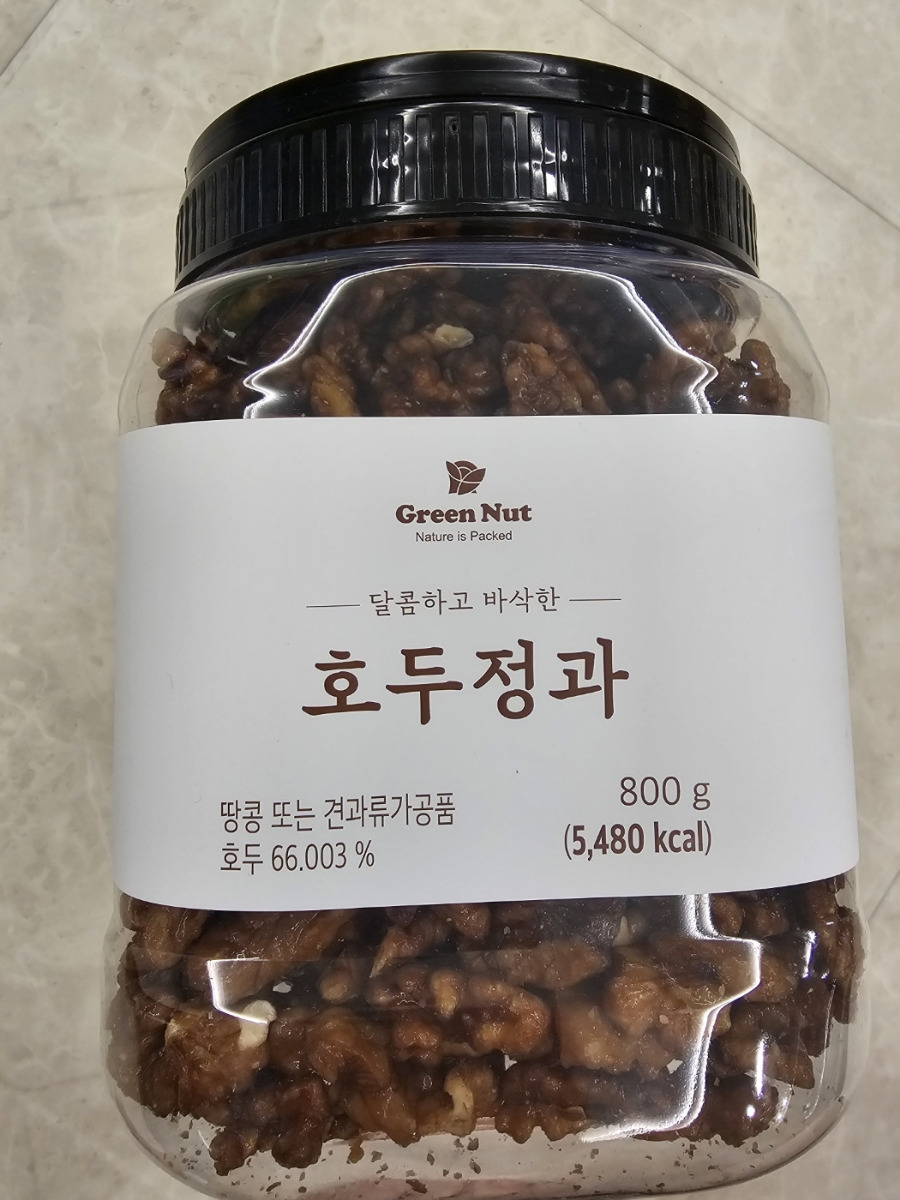 Green Nut
Nature is Packed
달콤하고 바삭한
호두정과
땅콩 또는 견과류가공품
호두 66.003 %
800 g
(5,480 kcal)